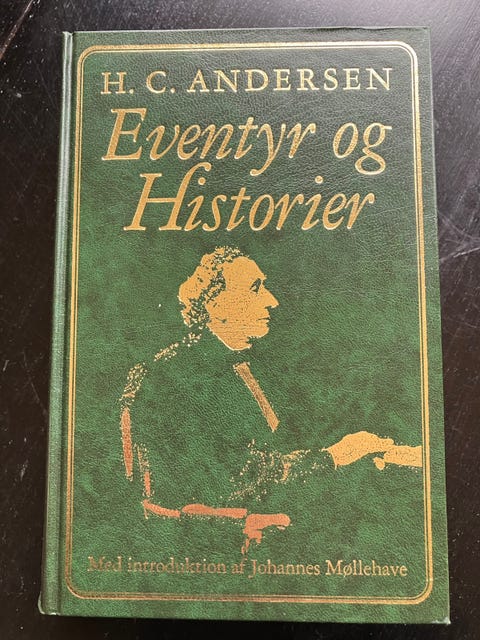 H. C. ANDERSEN
Eventyr og
Historier
Med introduktion af Johannes Møllehave